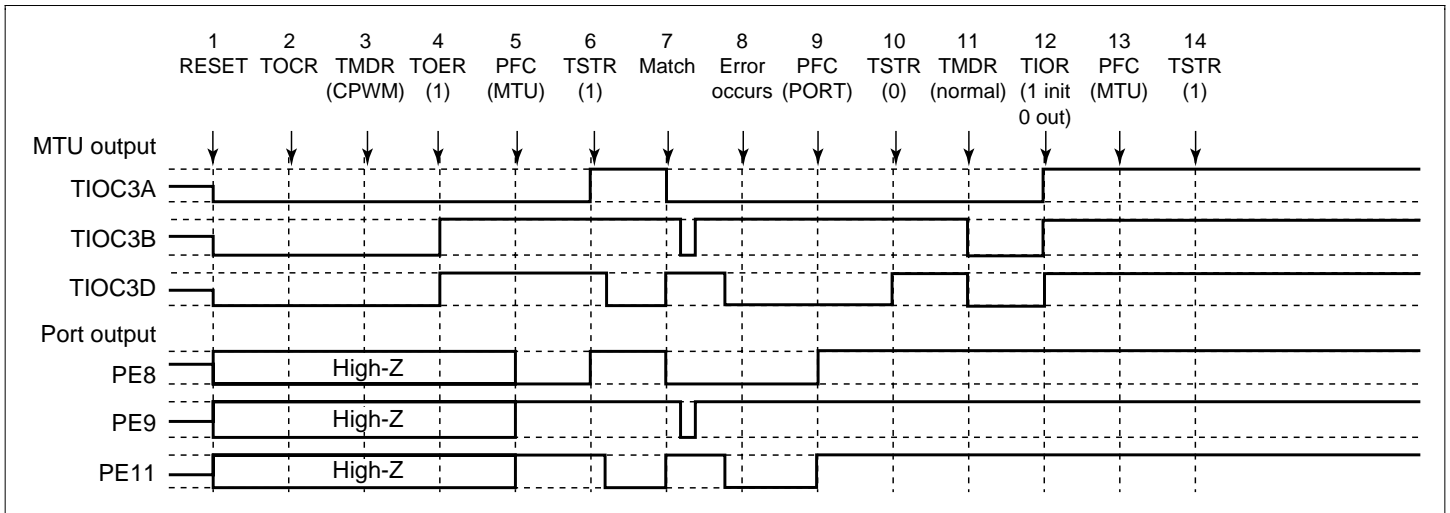 1 2 3 4 5 6 7 8 9 10 11 12 13 14
RESET TOCR TMDR TOER PFC TSTR Match Error PFC TSTR TMDR TIOR PFC TSTR
(CPWM) (1) (MTU) (1) occurs (PORT) (0) (normal) (1 init (MTU) (1)
0 out)
MTU output
TIOC3A
TIOC3B
TIOC3D
Port output
PE8 High-Z
PE9 High-Z
PE11 High-Z